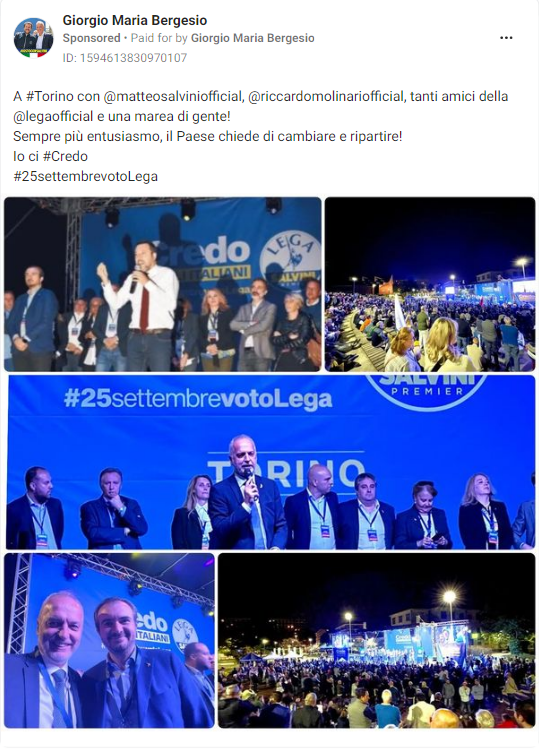 Giorgio Maria Bergesio
Sponsored • Paid for by Giorgio Maria Bergesio
ID: 1594613830970107
A #Torino con @matteosalviniofficial, @riccardomolinariofficial, tanti amici della
@legaofficial e una marea di gente!
Sempre più entusiasmo, il Paese chiede di cambiare e ripartire!
Io ci #Credo
#25settembrevotoLega
Credo
ITALIANI
LEGA
SALVINI
PREMIER
#25settembrevotoLega
SALVINI
PREMIER
TORINO
Credo
ITALIANI
LEGA